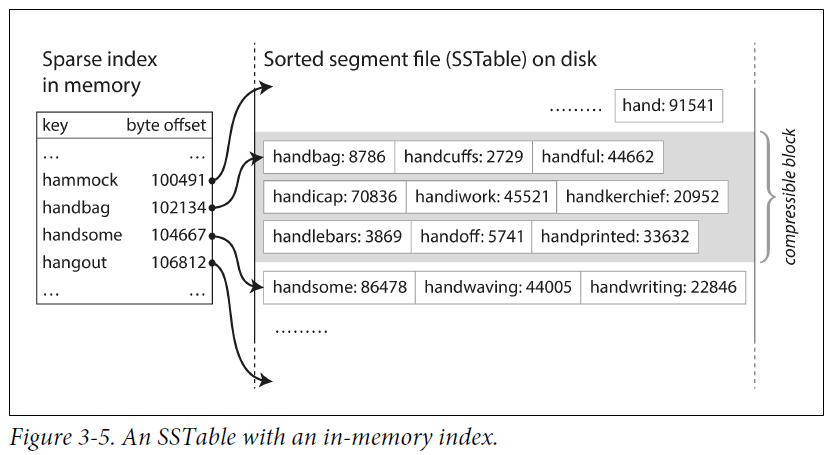 Sparse index
in memory
key byte offset
... ...
hammock 100491
handbag 102134
handsome 104667
hangout 106812
... ...
Sorted segment file (SSTable) on disk
......... hand: 91541
handbag: 8786 handcuffs: 2729 handful: 44662
handicap: 70836 handiwork: 45521 handkerchief: 20952
handlebars: 3869 handoff: 5741 handprinted: 33632
handsome: 86478 handwaving: 44005 handwriting: 22846
.........
compressible block
Figure 3-5. An SSTable with an in-memory index.